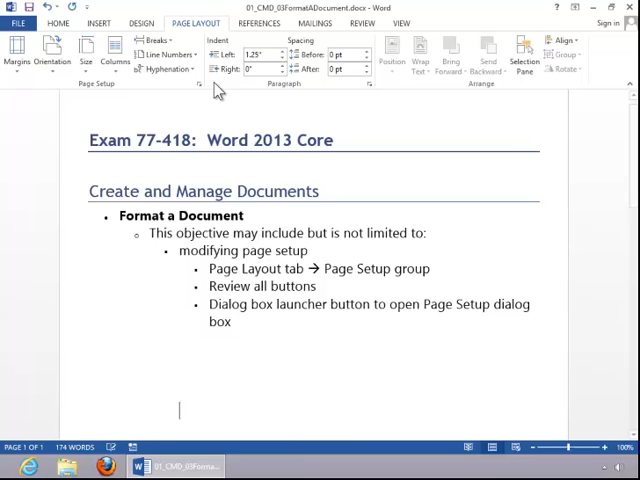 01_CMD_03FormatADocument.docx - Word
FILE HOME INSERT DESIGN PAGE LAYOUT REFERENCES MAILINGS REVIEW VIEW Sign in
Breaks Indent Spacing Align
Margins Orientation Size Columns Line Numbers Left: 1.25" Before: 0 pt Position Wrap Text Bring Forward Send Backward Selection Pane Group
Hyphenation Right: 0" After: 0 pt Rotate
Page Setup Paragraph Arrange
Exam 77-418: Word 2013 Core
Create and Manage Documents
• Format a Document
o This objective may include but is not limited to:
▪ modifying page setup
▪ Page Layout tab → Page Setup group
▪ Review all buttons
▪ Dialog box launcher button to open Page Setup dialog
box
PAGE 1 OF 1 174 WORDS 100%
01_CMD_03Forma...